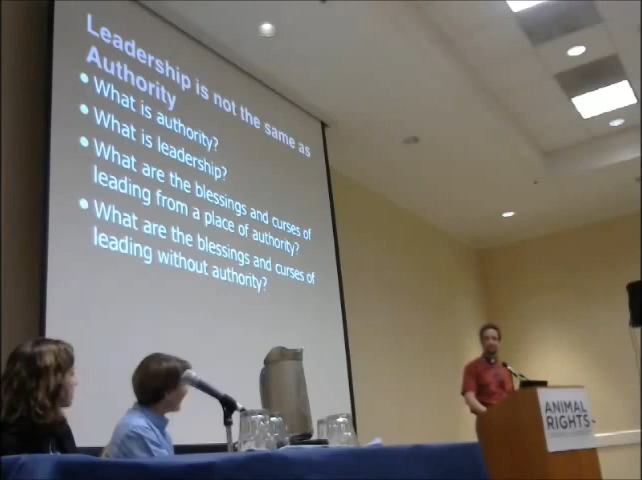 Leadership is not the same as
Authority
• What is authority?
• What is leadership?
• What are the blessings and curses of
leading from a place of authority?
• What are the blessings and curses of
leading without authority?
ANIMAL
RIGHTS